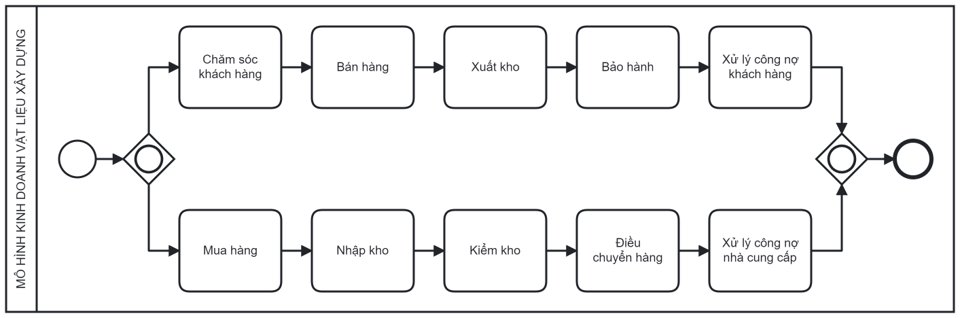 MÔ HÌNH KINH DOANH VẬT LIỆU XÂY DỰNG
Chăm sóc
khách hàng
Bán hàng
Xuất kho
Bảo hành
Xử lý công nợ
khách hàng
Mua hàng
Nhập kho
Kiểm kho
Điều
chuyển hàng
Xử lý công nợ
nhà cung cấp